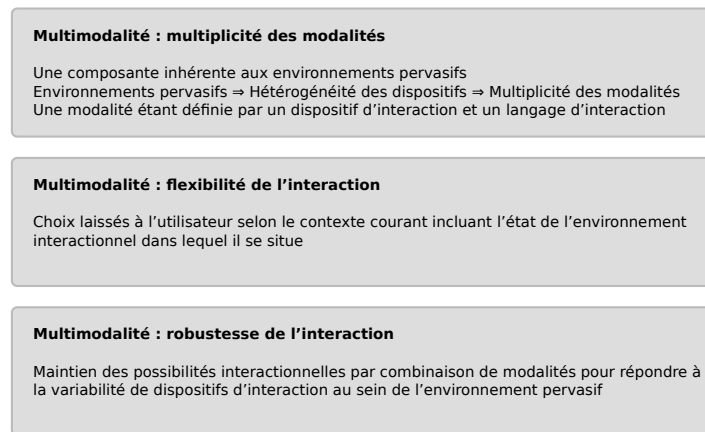 Multimodalité : multiplicité des modalités
Une composante inhérente aux environnements pervasifs
Environnements pervasifs ⇒ Hétérogénéité des dispositifs ⇒ Multiplicité des modalités
Une modalité étant définie par un dispositif d’interaction et un langage d’interaction
Multimodalité : flexibilité de l’interaction
Choix laissés à l’utilisateur selon le contexte courant incluant l’état de l’environnement
interactionnel dans lequel il se situe
Multimodalité : robustesse de l’interaction
Maintien des possibilités interactionnelles par combinaison de modalités pour répondre à
la variabilité de dispositifs d’interaction au sein de l’environnement pervasif